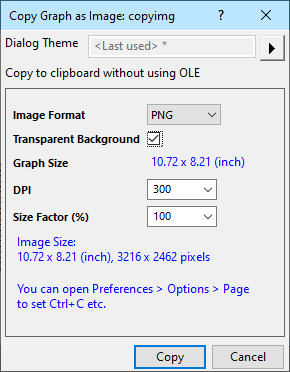 Copy Graph as Image: copyimg
Dialog Theme <Last used> *
Copy to clipboard without using OLE
Image Format PNG
Transparent Background
Graph Size 10.72 x 8.21 (inch)
DPI 300
Size Factor (%) 100
Image Size:
10.72 x 8.21 (inch), 3216 x 2462 pixels
You can open Preferences > Options > Page
to set Ctrl+C etc.
Copy Cancel